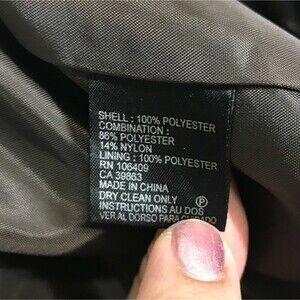 SHELL : 100% POLYESTER
COMBINATION :
86% POLYESTER
14% NYLON
LINING : 100% POLYESTER
RN 106409
CA 39863
MADE IN CHINA
DRY CLEAN ONLY P
INSTRUCTIONS AU DOS
VER AL DORSO PARA CUIDADO